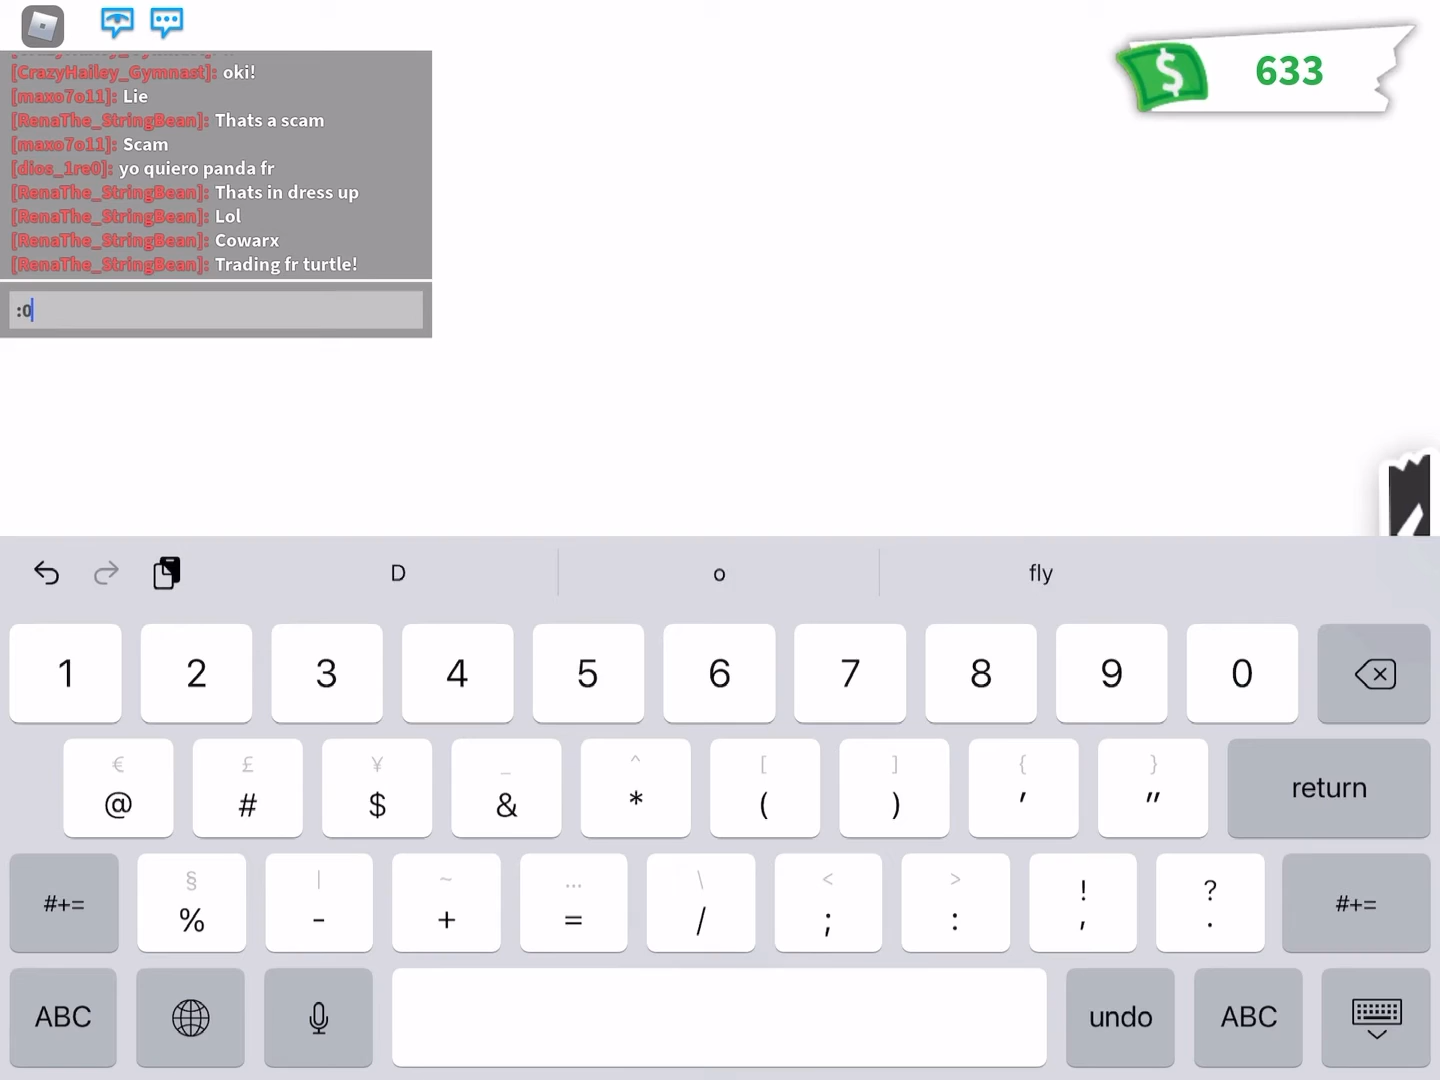 [CrazyHailey_Gymnast]: oki!
[maxo7o11]: Lie
[RenaThe_StringBean]: Thats a scam
[maxo7o11]: Scam
[dios_1re0]: yo quiero panda fr
[RenaThe_StringBean]: Thats in dress up
[RenaThe_StringBean]: Lol
[RenaThe_StringBean]: Cowarx
[RenaThe_StringBean]: Trading fr turtle!
:0
$ 633
D o fly
1 2 3 4 5 6 7 8 9 0
€ £ ¥ _ ^ [ ] { }
@ # $ & * ( ) ' " return
§ | ~ … \ < > ! ?
#+= % - + = / ; : , . #+=
ABC undo ABC